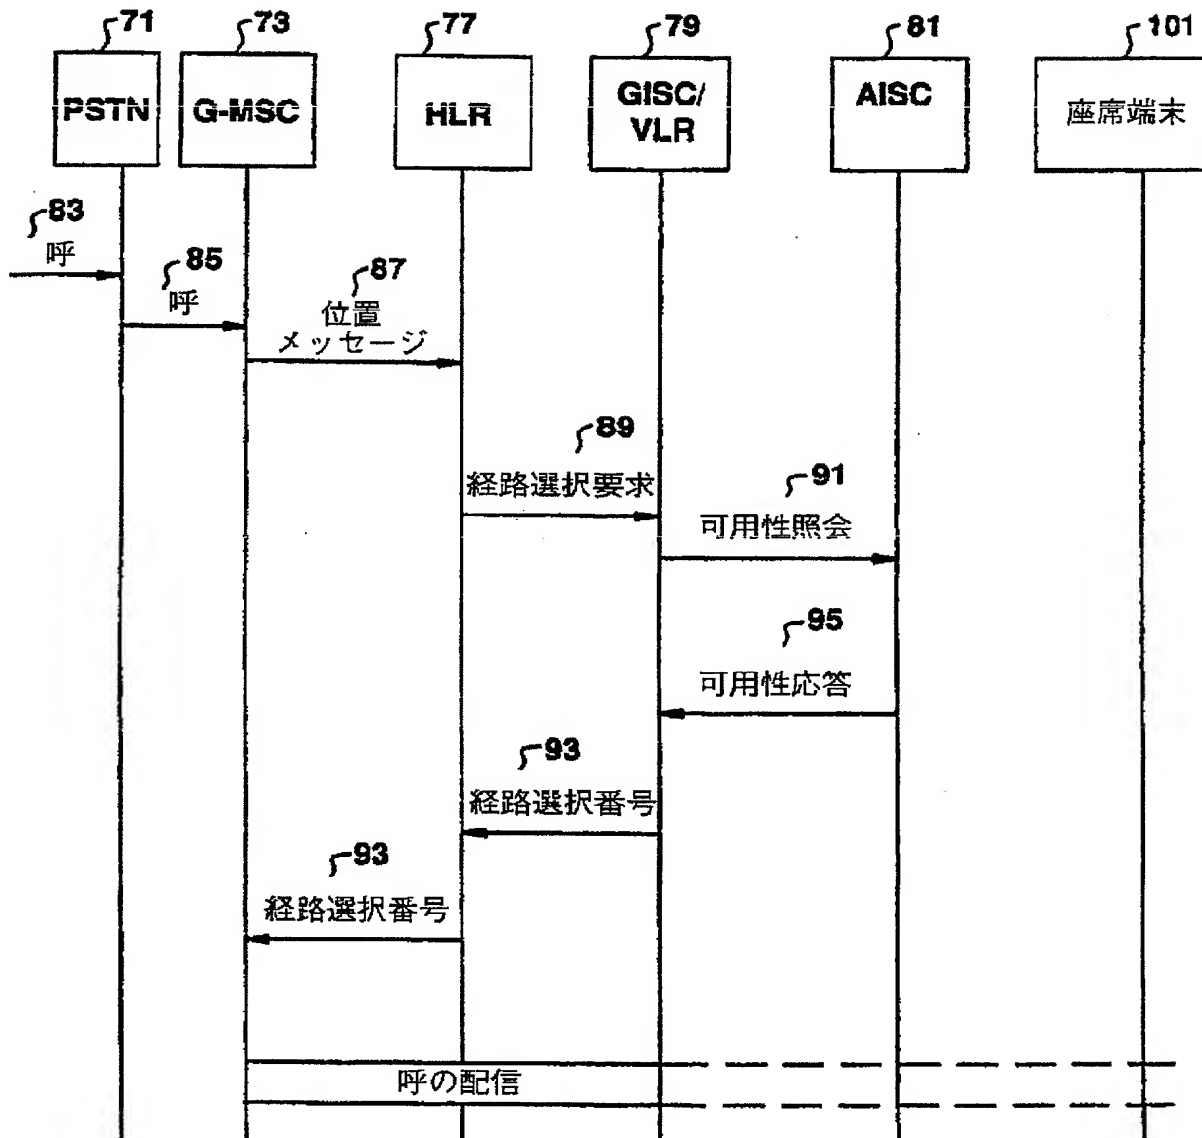 71
73
77
79
81
101
PSTN
G-MSC
HLR
GISC/
VLR
AISC
座席端末
83
呼
85
呼
87
位置
メッセージ
89
経路選択要求
91
可用性照会
95
可用性応答
93
経路選択番号
93
経路選択番号
呼の配信